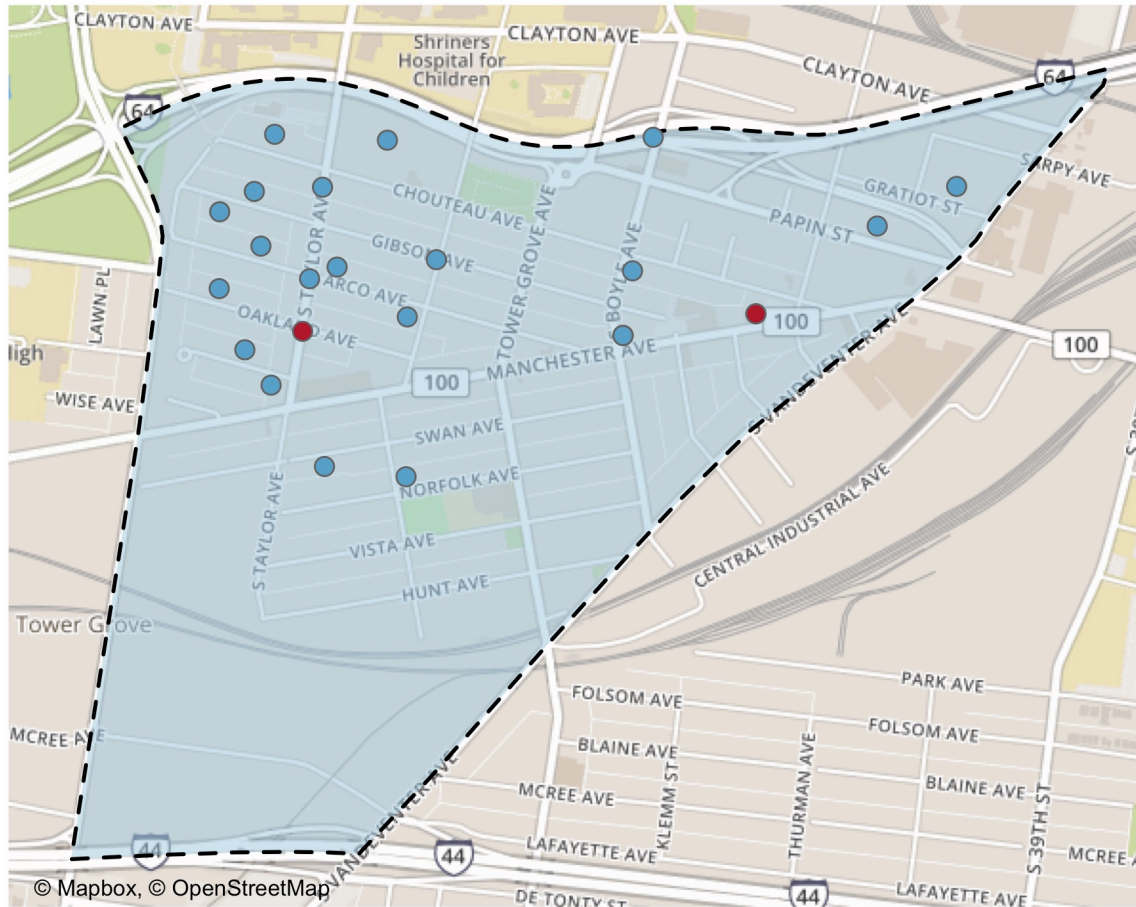 CLAYTON AVE
CLAYTON AVE
Shriners
Hospital for
Children
CLAYTON AVE
64
64
SARPY AVE
GRATIOT ST
CHOUTEAU AVE
PAPIN ST
TOWER GROVE AVE
S TAYLOR AVE
GIBSON AVE
S BOYLE AVE
ARCO AVE
LAWN PL
OAKLAND AVE
100
100
S VANDEVENTER AVE
MANCHESTER AVE
100
WISE AVE
SWAN AVE
NORFOLK AVE
S TAYLOR AVE
VISTA AVE
HUNT AVE
CENTRAL INDUSTRIAL AVE
Tower Grove
PARK AVE
FOLSOM AVE
FOLSOM AVE
MCREE AVE
BLAINE AVE
BLAINE AVE
KLEMM ST
THURMAN AVE
S 39TH ST
MCREE AVE
S VANDEVENTER AVE
LAFAYETTE AVE
MCREE A
44
44
44
LAFAYETTE AVE
DE TONTY ST
© Mapbox, © OpenStreetMap